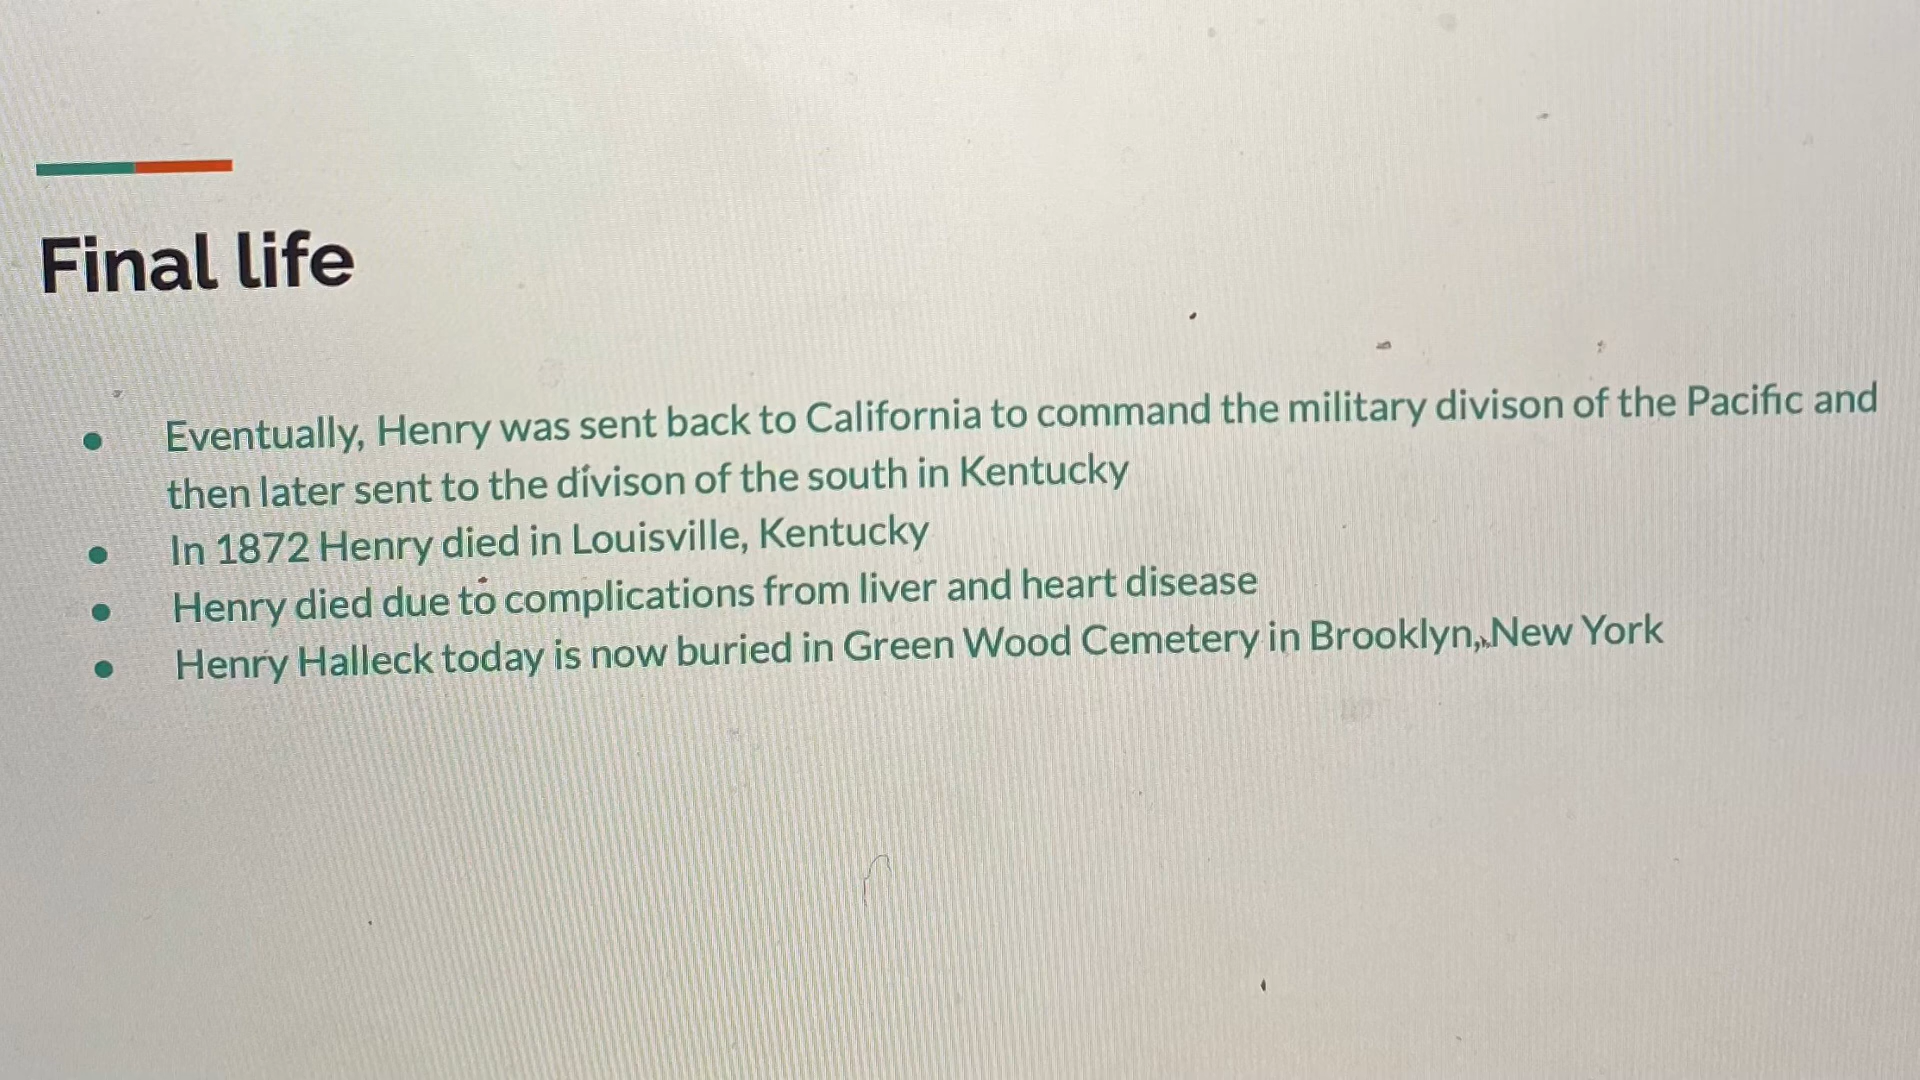 Final life
Eventually, Henry was sent back to California to command the military divison of the Pacific and
then later sent to the divison of the south in Kentucky
In 1872 Henry died in Louisville, Kentucky
Henry died due to complications from liver and heart disease
Henry Halleck today is now buried in Green Wood Cemetery in Brooklyn, New York